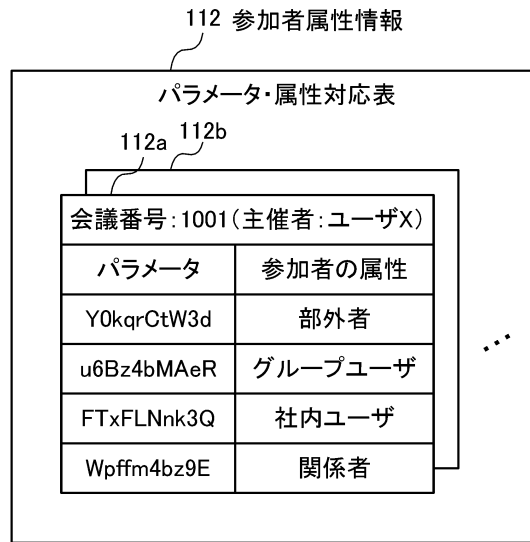 112 参加者属性情報
パラメータ・属性対応表
112b
112a
会議番号:1001(主催者:ユーザX)
パラメータ 参加者の属性
Y0kqrCtW3d 部外者
u6Bz4bMAeR グループユーザ
FTxFLNnk3Q 社内ユーザ
Wpffm4bz9E 関係者